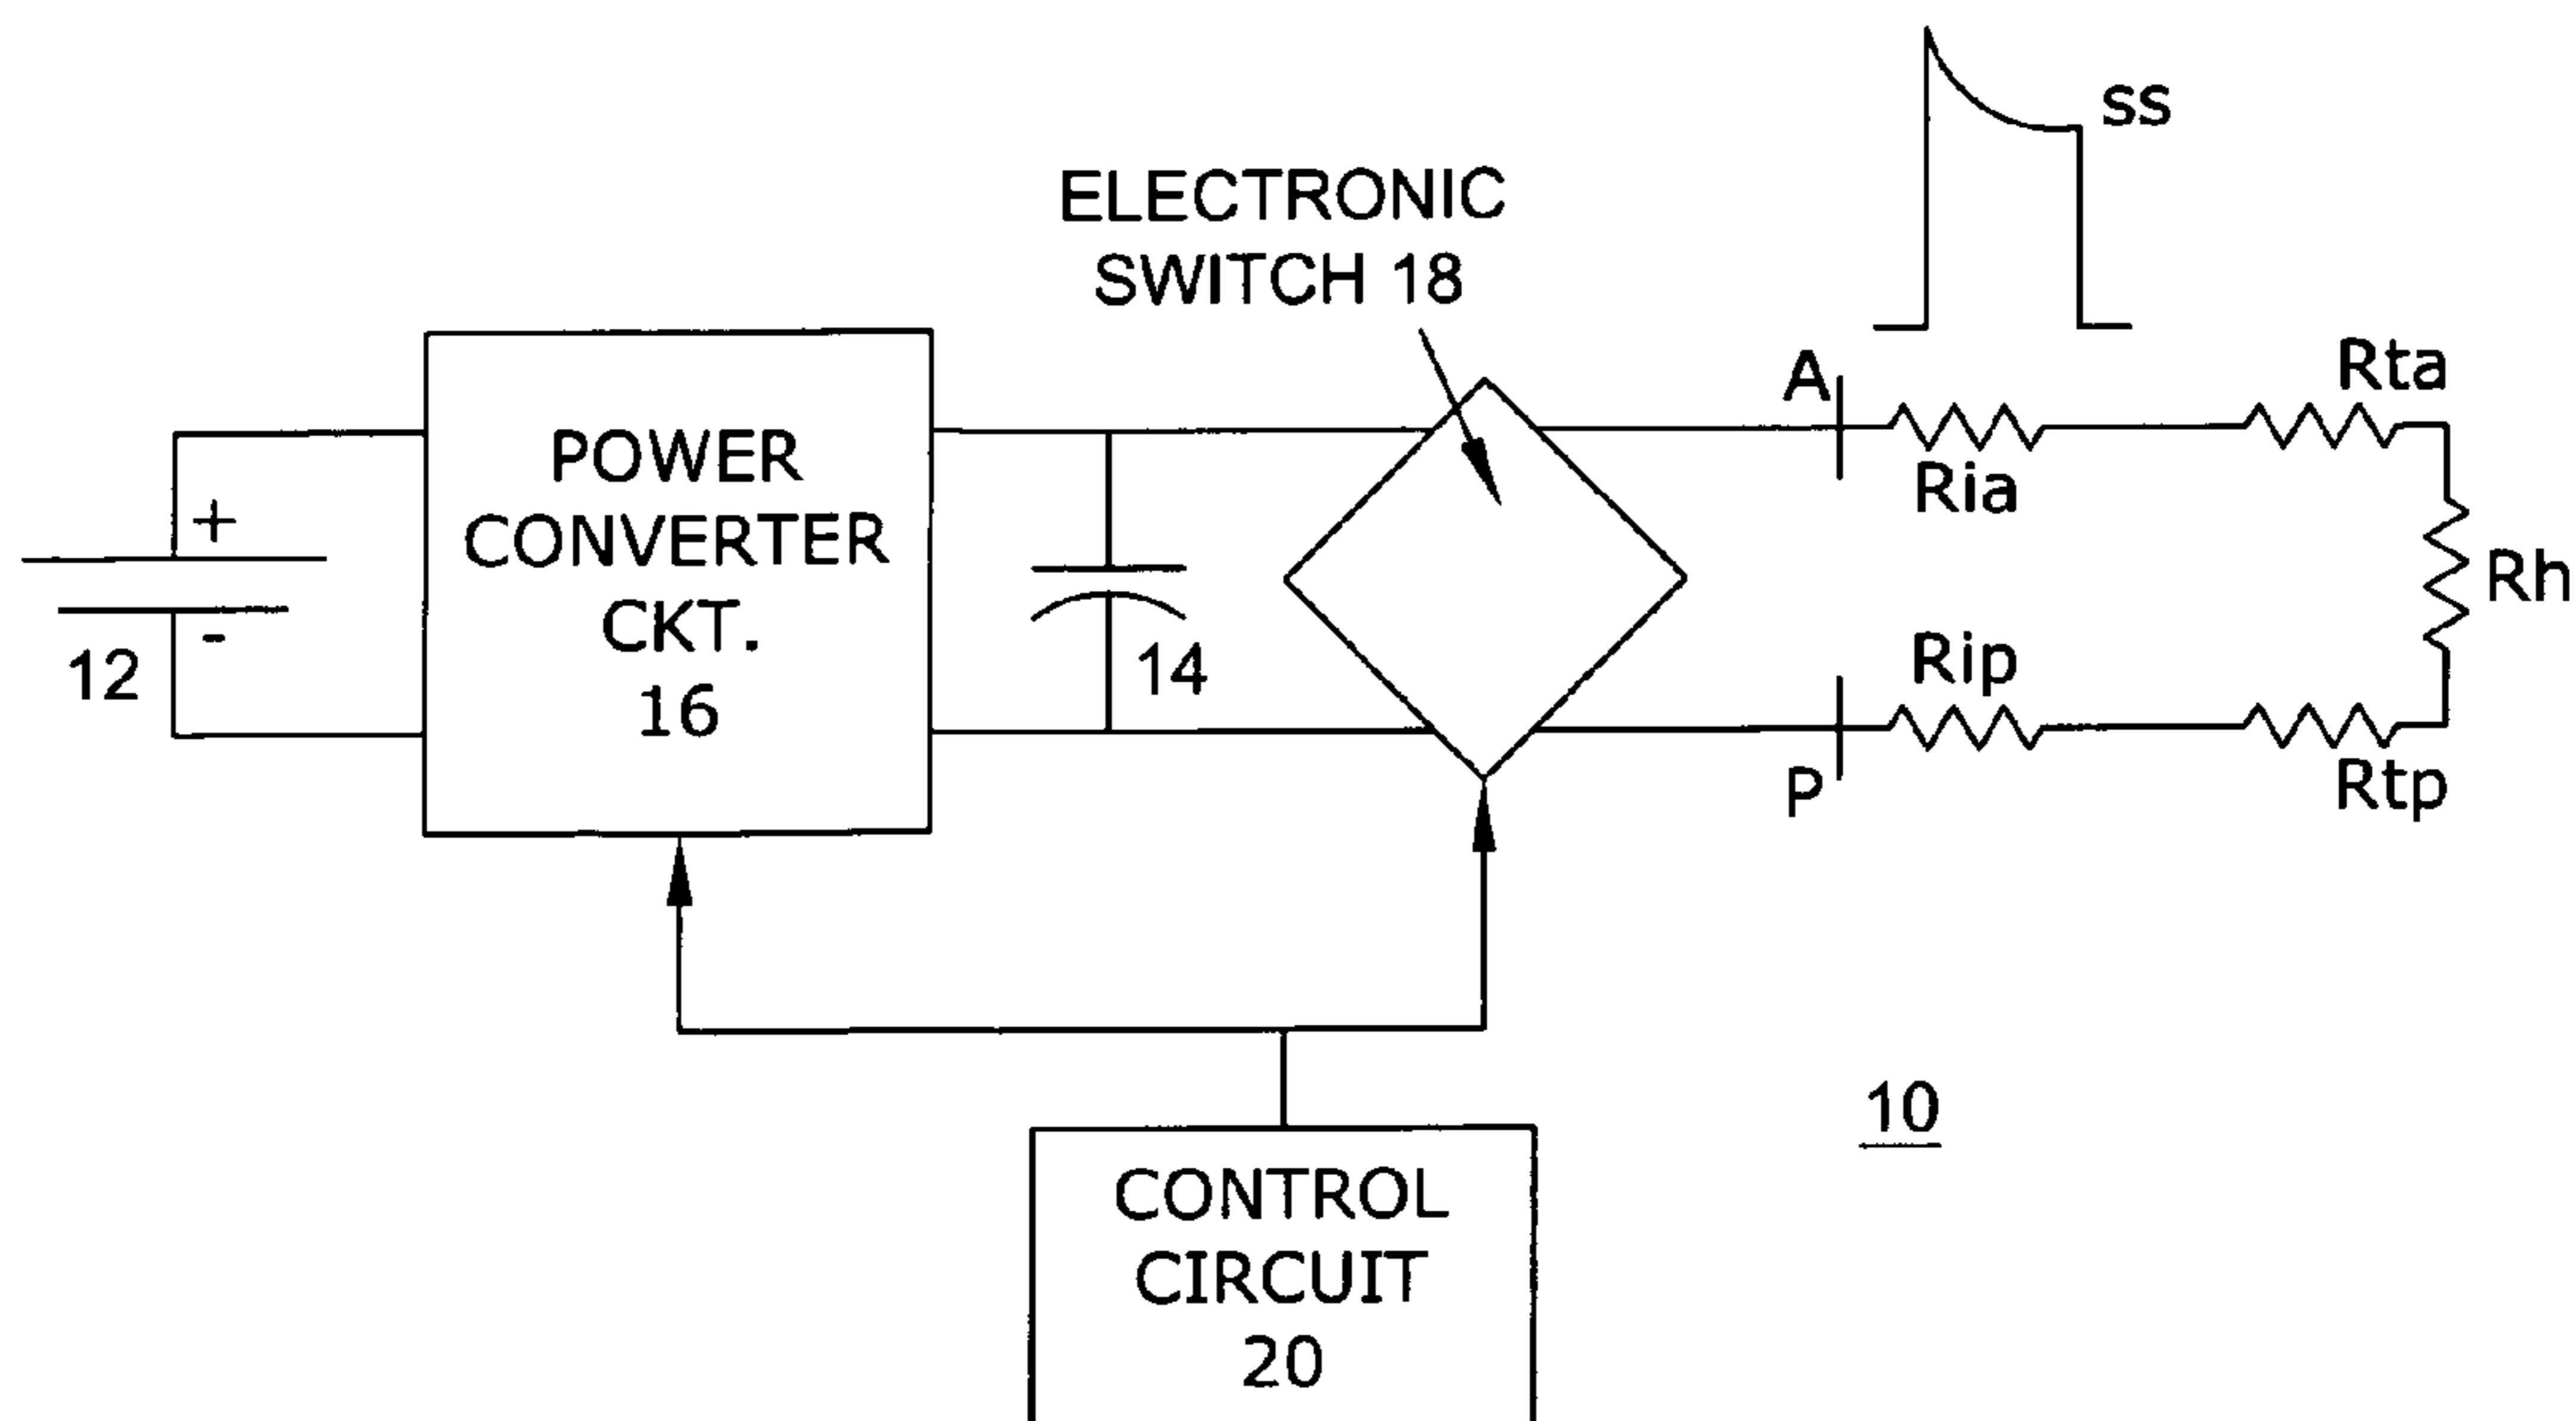 ss
ELECTRONIC
SWITCH 18
A
Rta
POWER
CONVERTER
CKT.
16
Ria
+
-
12
14
Rh
Rip
P
Rtp
10
CONTROL
CIRCUIT
20